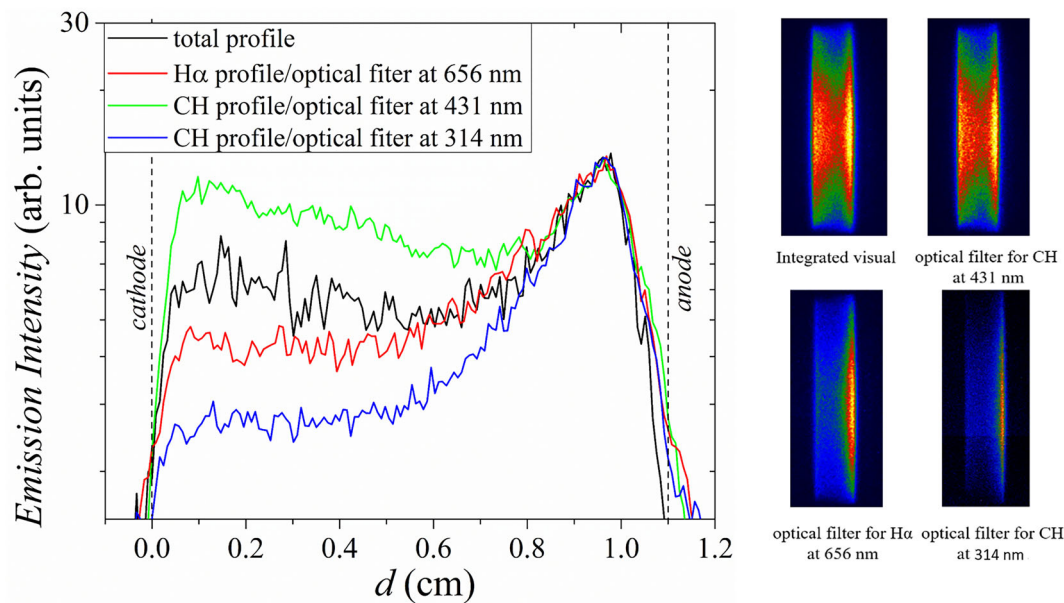 30
10
Emission Intensity (arb. units)
total profile
Hα profile/optical fiter at 656 nm
CH profile/optical fiter at 431 nm
CH profile/optical fiter at 314 nm
cathode
anode
0.0 0.2 0.4 0.6 0.8 1.0 1.2
d (cm)
Integrated visual
optical filter for CH
at 431 nm
optical filter for Hα
at 656 nm
optical filter for CH
at 314 nm